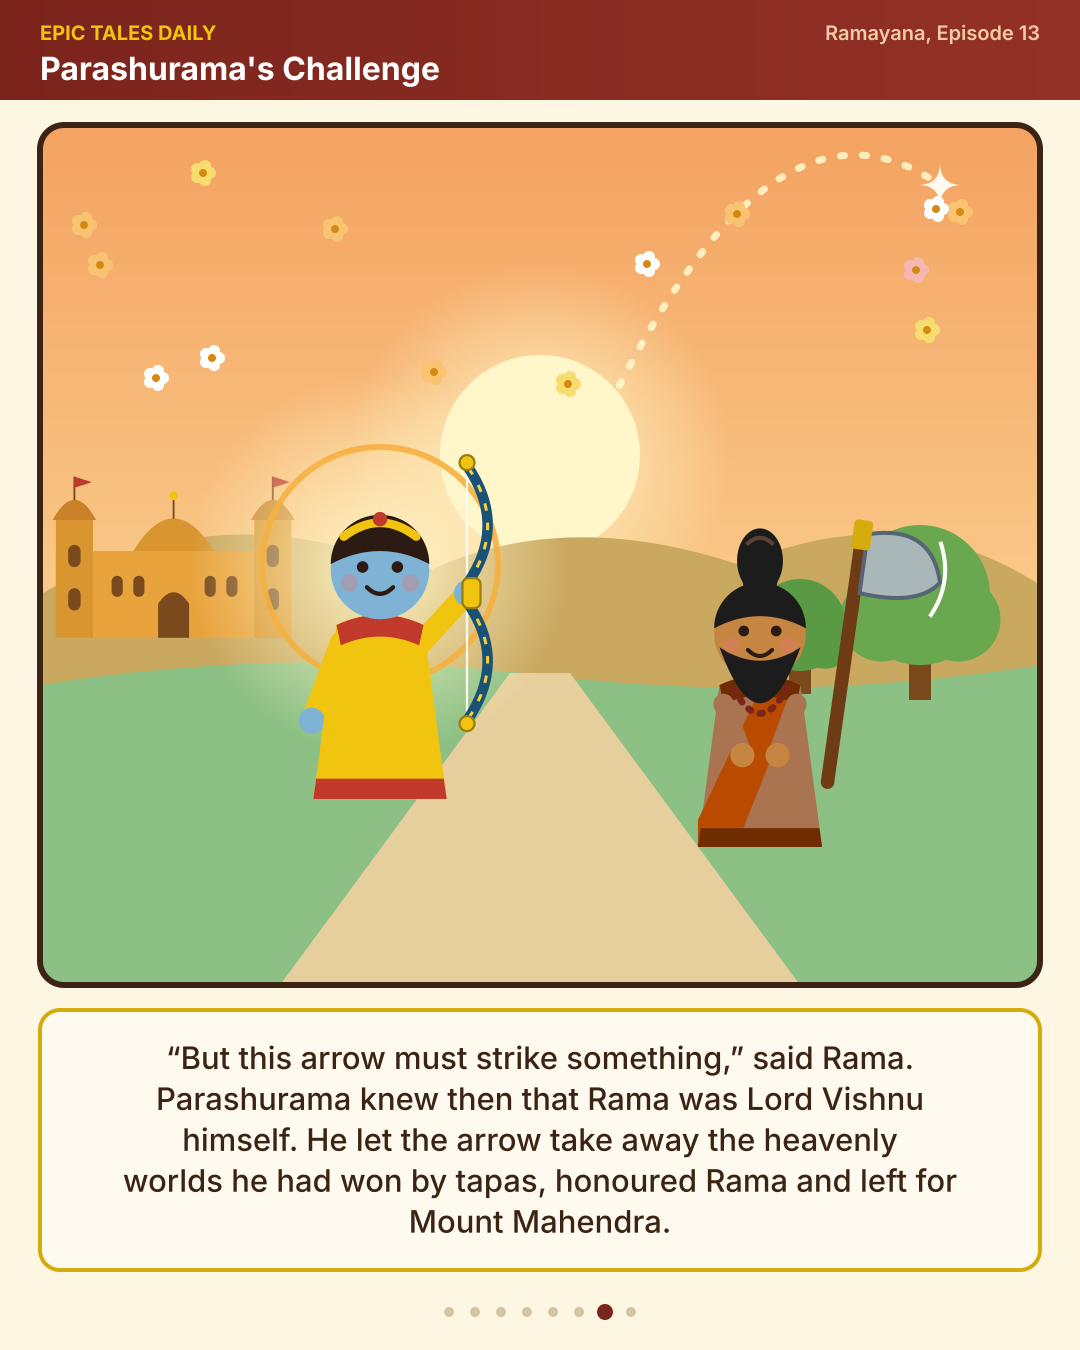 EPIC TALES DAILY
Ramayana, Episode 13
Parashurama's Challenge
“But this arrow must strike something,” said Rama.
Parashurama knew then that Rama was Lord Vishnu
himself. He let the arrow take away the heavenly
worlds he had won by tapas, honoured Rama and left for
Mount Mahendra.